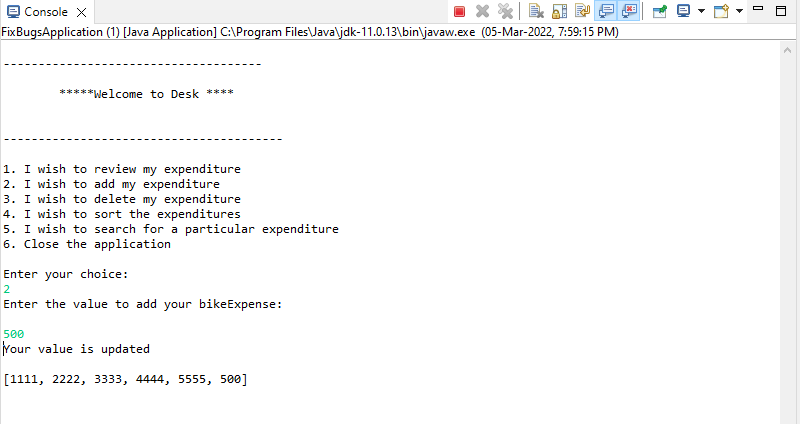 Console
FixBugsApplication (1) [Java Application] C:\Program Files\Java\jdk-11.0.13\bin\javaw.exe (05-Mar-2022, 7:59:15 PM)
-------------------------------------
*****Welcome to Desk ****
----------------------------------------
1. I wish to review my expenditure
2. I wish to add my expenditure
3. I wish to delete my expenditure
4. I wish to sort the expenditures
5. I wish to search for a particular expenditure
6. Close the application
Enter your choice:
2
Enter the value to add your bikeExpense:
500
Your value is updated
[1111, 2222, 3333, 4444, 5555, 500]